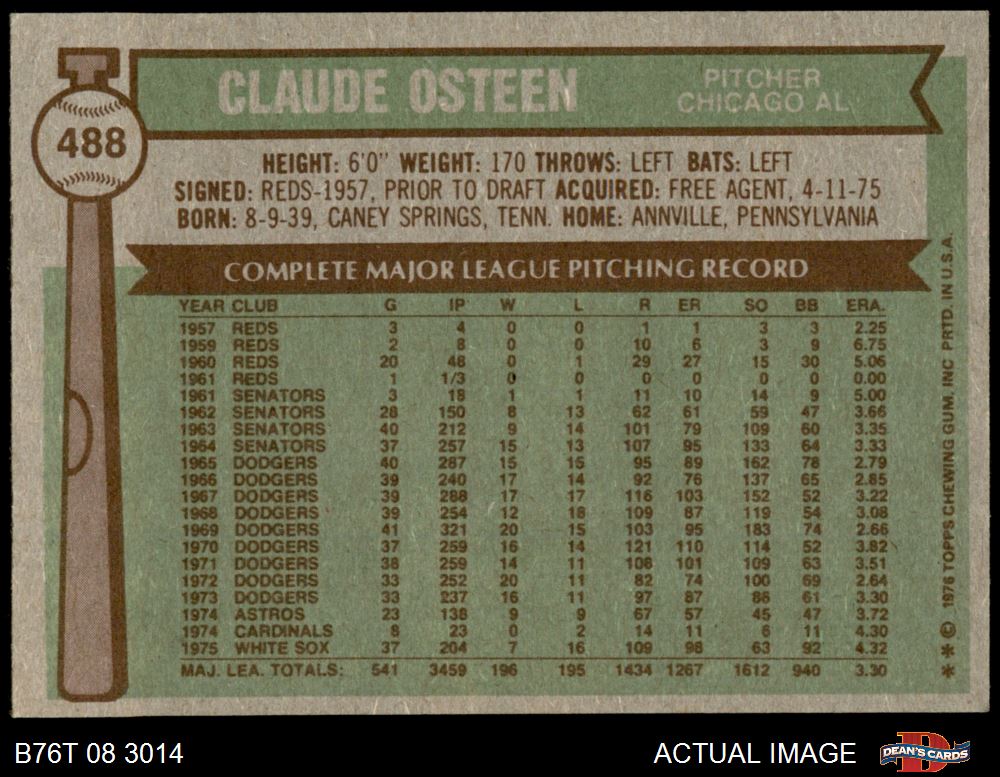 CLAUDE OSTEEN
PITCHER
CHICAGO AL
488
HEIGHT: 6'0" WEIGHT: 170 THROWS: LEFT BATS: LEFT
SIGNED: REDS-1957, PRIOR TO DRAFT ACQUIRED: FREE AGENT, 4-11-75
BORN: 8-9-39, CANEY SPRINGS, TENN. HOME: ANNVILLE, PENNSYLVANIA
COMPLETE MAJOR LEAGUE PITCHING RECORD
YEAR CLUB G IP W L R ER SO BB ERA.
1957 REDS 3 4 0 0 1 1 3 3 2.25
1959 REDS 2 8 0 0 10 6 3 9 6.75
1960 REDS 20 48 0 1 29 27 15 30 5.06
1961 REDS 1 1/3 0 0 0 0 0 0 0.00
1961 SENATORS 3 18 1 1 11 10 14 9 5.00
1962 SENATORS 28 150 8 13 62 61 59 47 3.66
1963 SENATORS 40 212 9 14 101 79 109 60 3.35
1964 SENATORS 37 257 15 13 107 95 133 64 3.33
1965 DODGERS 40 287 15 15 95 89 162 78 2.79
1966 DODGERS 39 240 17 14 92 76 137 65 2.85
1967 DODGERS 39 288 17 17 116 103 152 52 3.22
1968 DODGERS 39 254 12 18 109 87 119 54 3.08
1969 DODGERS 41 321 20 15 103 95 183 74 2.66
1970 DODGERS 37 259 16 14 121 110 114 52 3.82
1971 DODGERS 38 259 14 11 108 101 109 63 3.51
1972 DODGERS 33 252 20 11 82 74 100 69 2.64
1973 DODGERS 33 237 16 11 97 87 86 61 3.30
1974 ASTROS 23 138 9 9 67 57 45 47 3.72
1974 CARDINALS 8 23 0 2 14 11 6 11 4.30
1975 WHITE SOX 37 204 7 16 109 98 63 92 4.32
MAJ. LEA. TOTALS: 541 3459 196 195 1434 1267 1612 940 3.30
* * © 1976 TOPPS CHEWING GUM, INC PRTD. IN U.S.A.
B76T 08 3014
ACTUAL IMAGE
D
DEAN'S CARDS